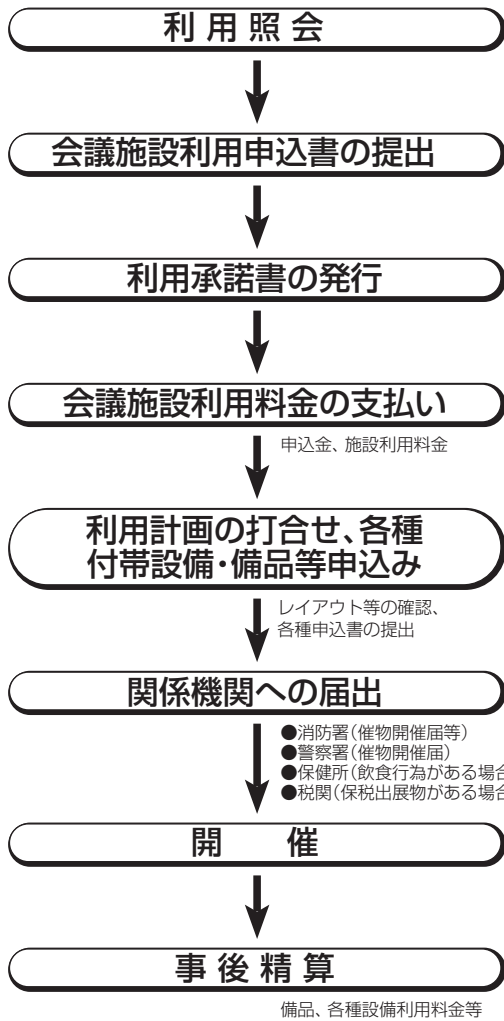 利用照会
会議施設利用申込書の提出
利用承諾書の発行
会議施設利用料金の支払い
申込金、施設利用料金
利用計画の打合せ、各種
付帯設備・備品等申込み
レイアウト等の確認、
各種申込書の提出
関係機関への届出
●消防署(催物開催届等)
●警察署(催物開催届)
●保健所(飲食行為がある場合
●税関(保税出展物がある場合
開　催
事後精算
備品、各種設備利用料金等